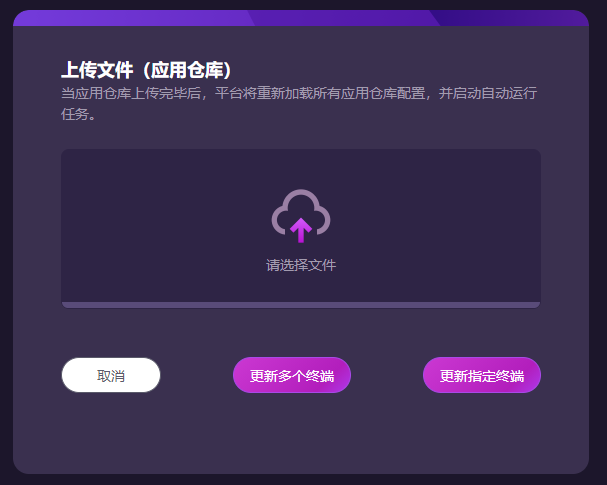 上传文件（应用仓库）
当应用仓库上传完毕后，平台将重新加载所有应用仓库配置，并启动自动运行
任务。
请选择文件
取消
更新多个终端
更新指定终端